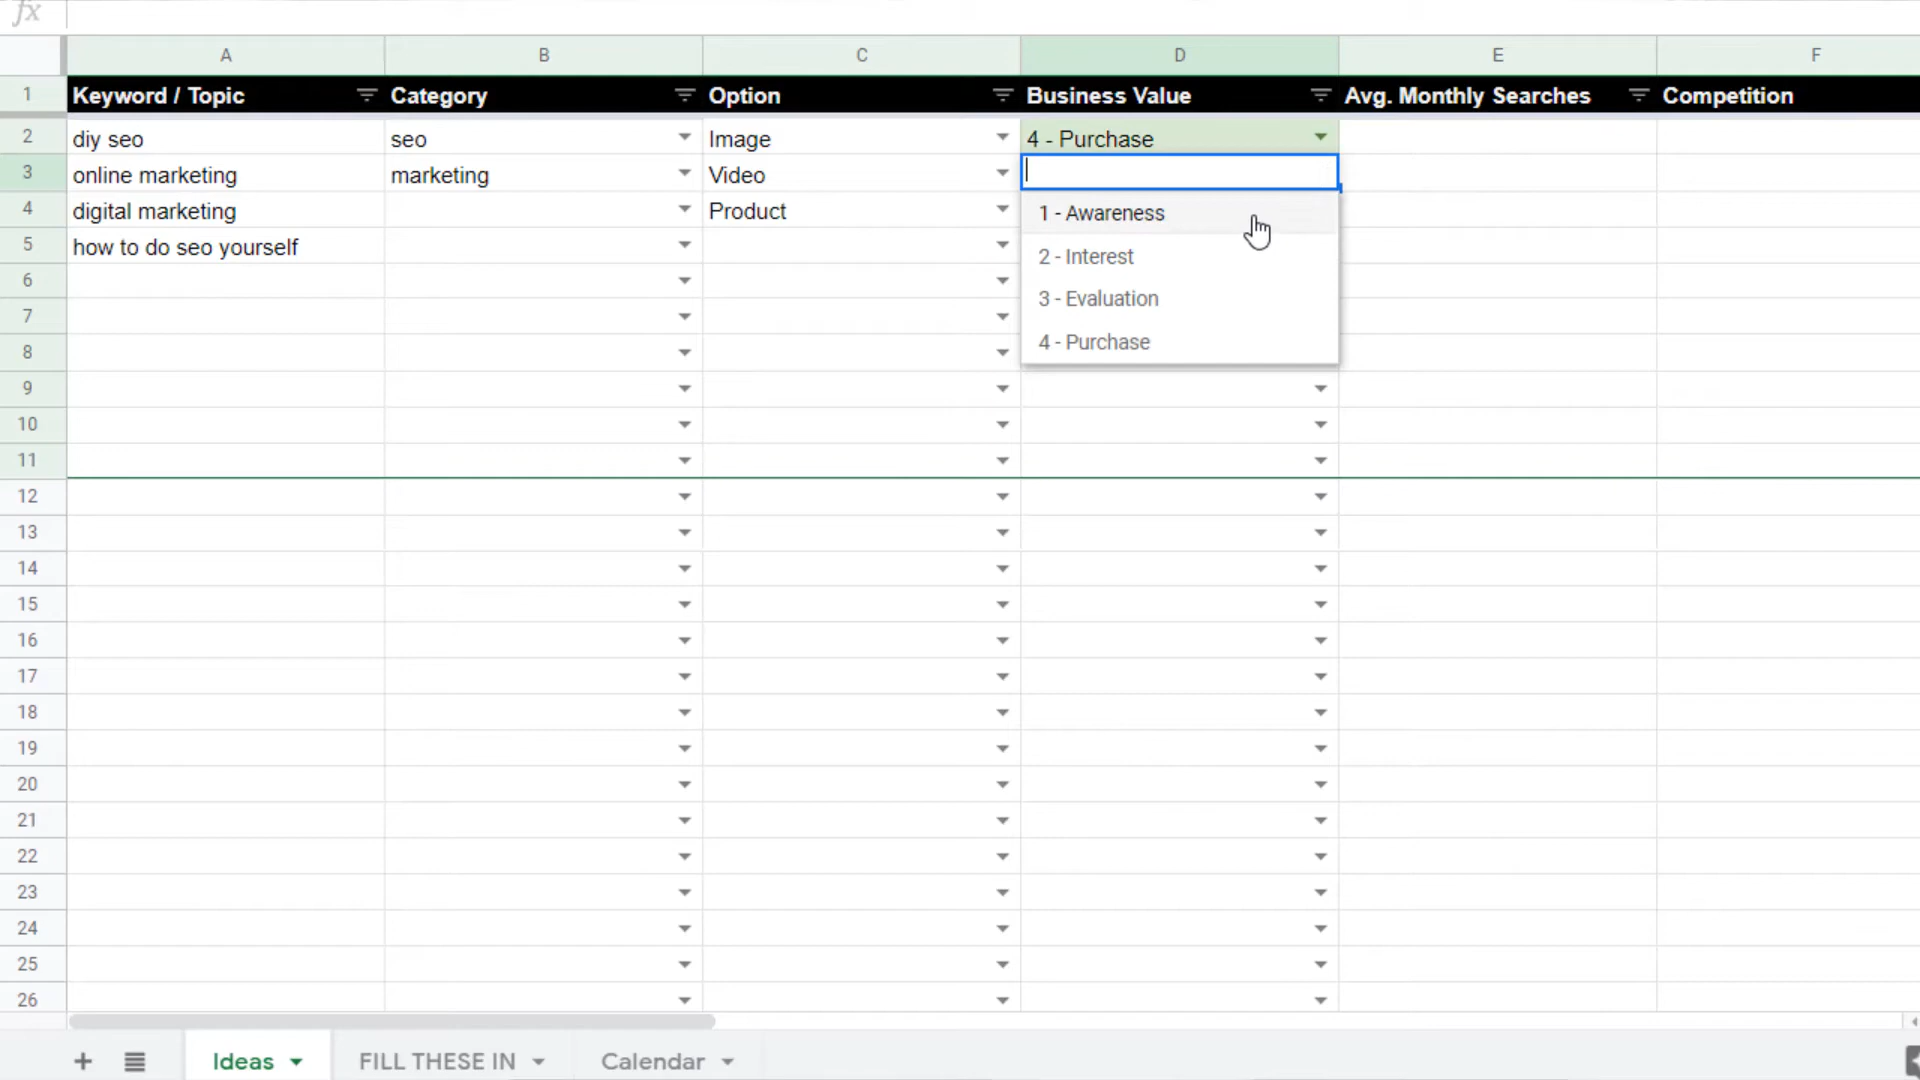 fx
A B C D E F
1 Keyword / Topic Category Option Business Value Avg. Monthly Searches Competition
2 diy seo seo Image 4 - Purchase
3 online marketing marketing Video
4 digital marketing Product 1 - Awareness
5 how to do seo yourself 2 - Interest
6 3 - Evaluation
7 4 - Purchase
8
9
10
11
12
13
14
15
16
17
18
19
20
21
22
23
24
25
26
+ Ideas FILL THESE IN Calendar